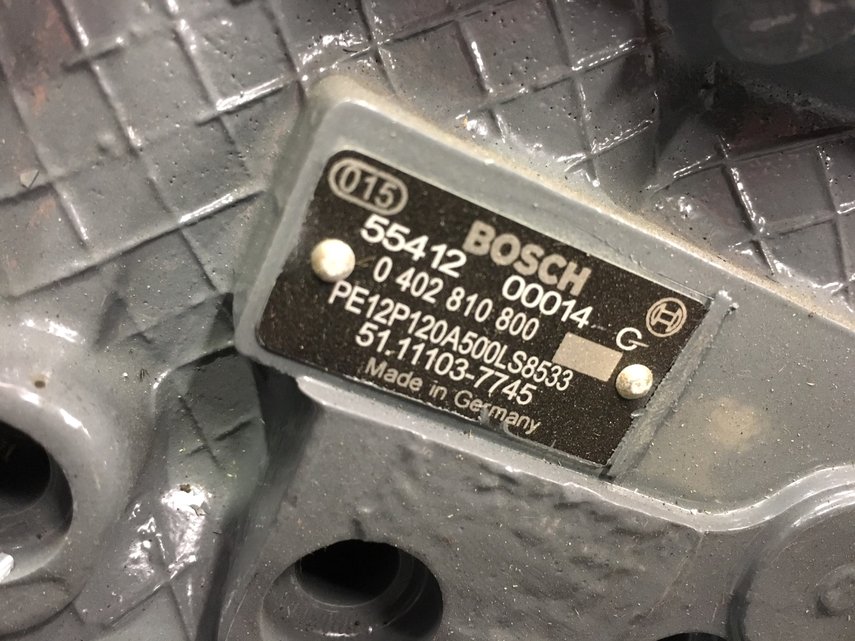 015
BOSCH
55412 00014 G
0 402 810 800
PE12P120A500LS8533
51.11103-7745
Made in Germany